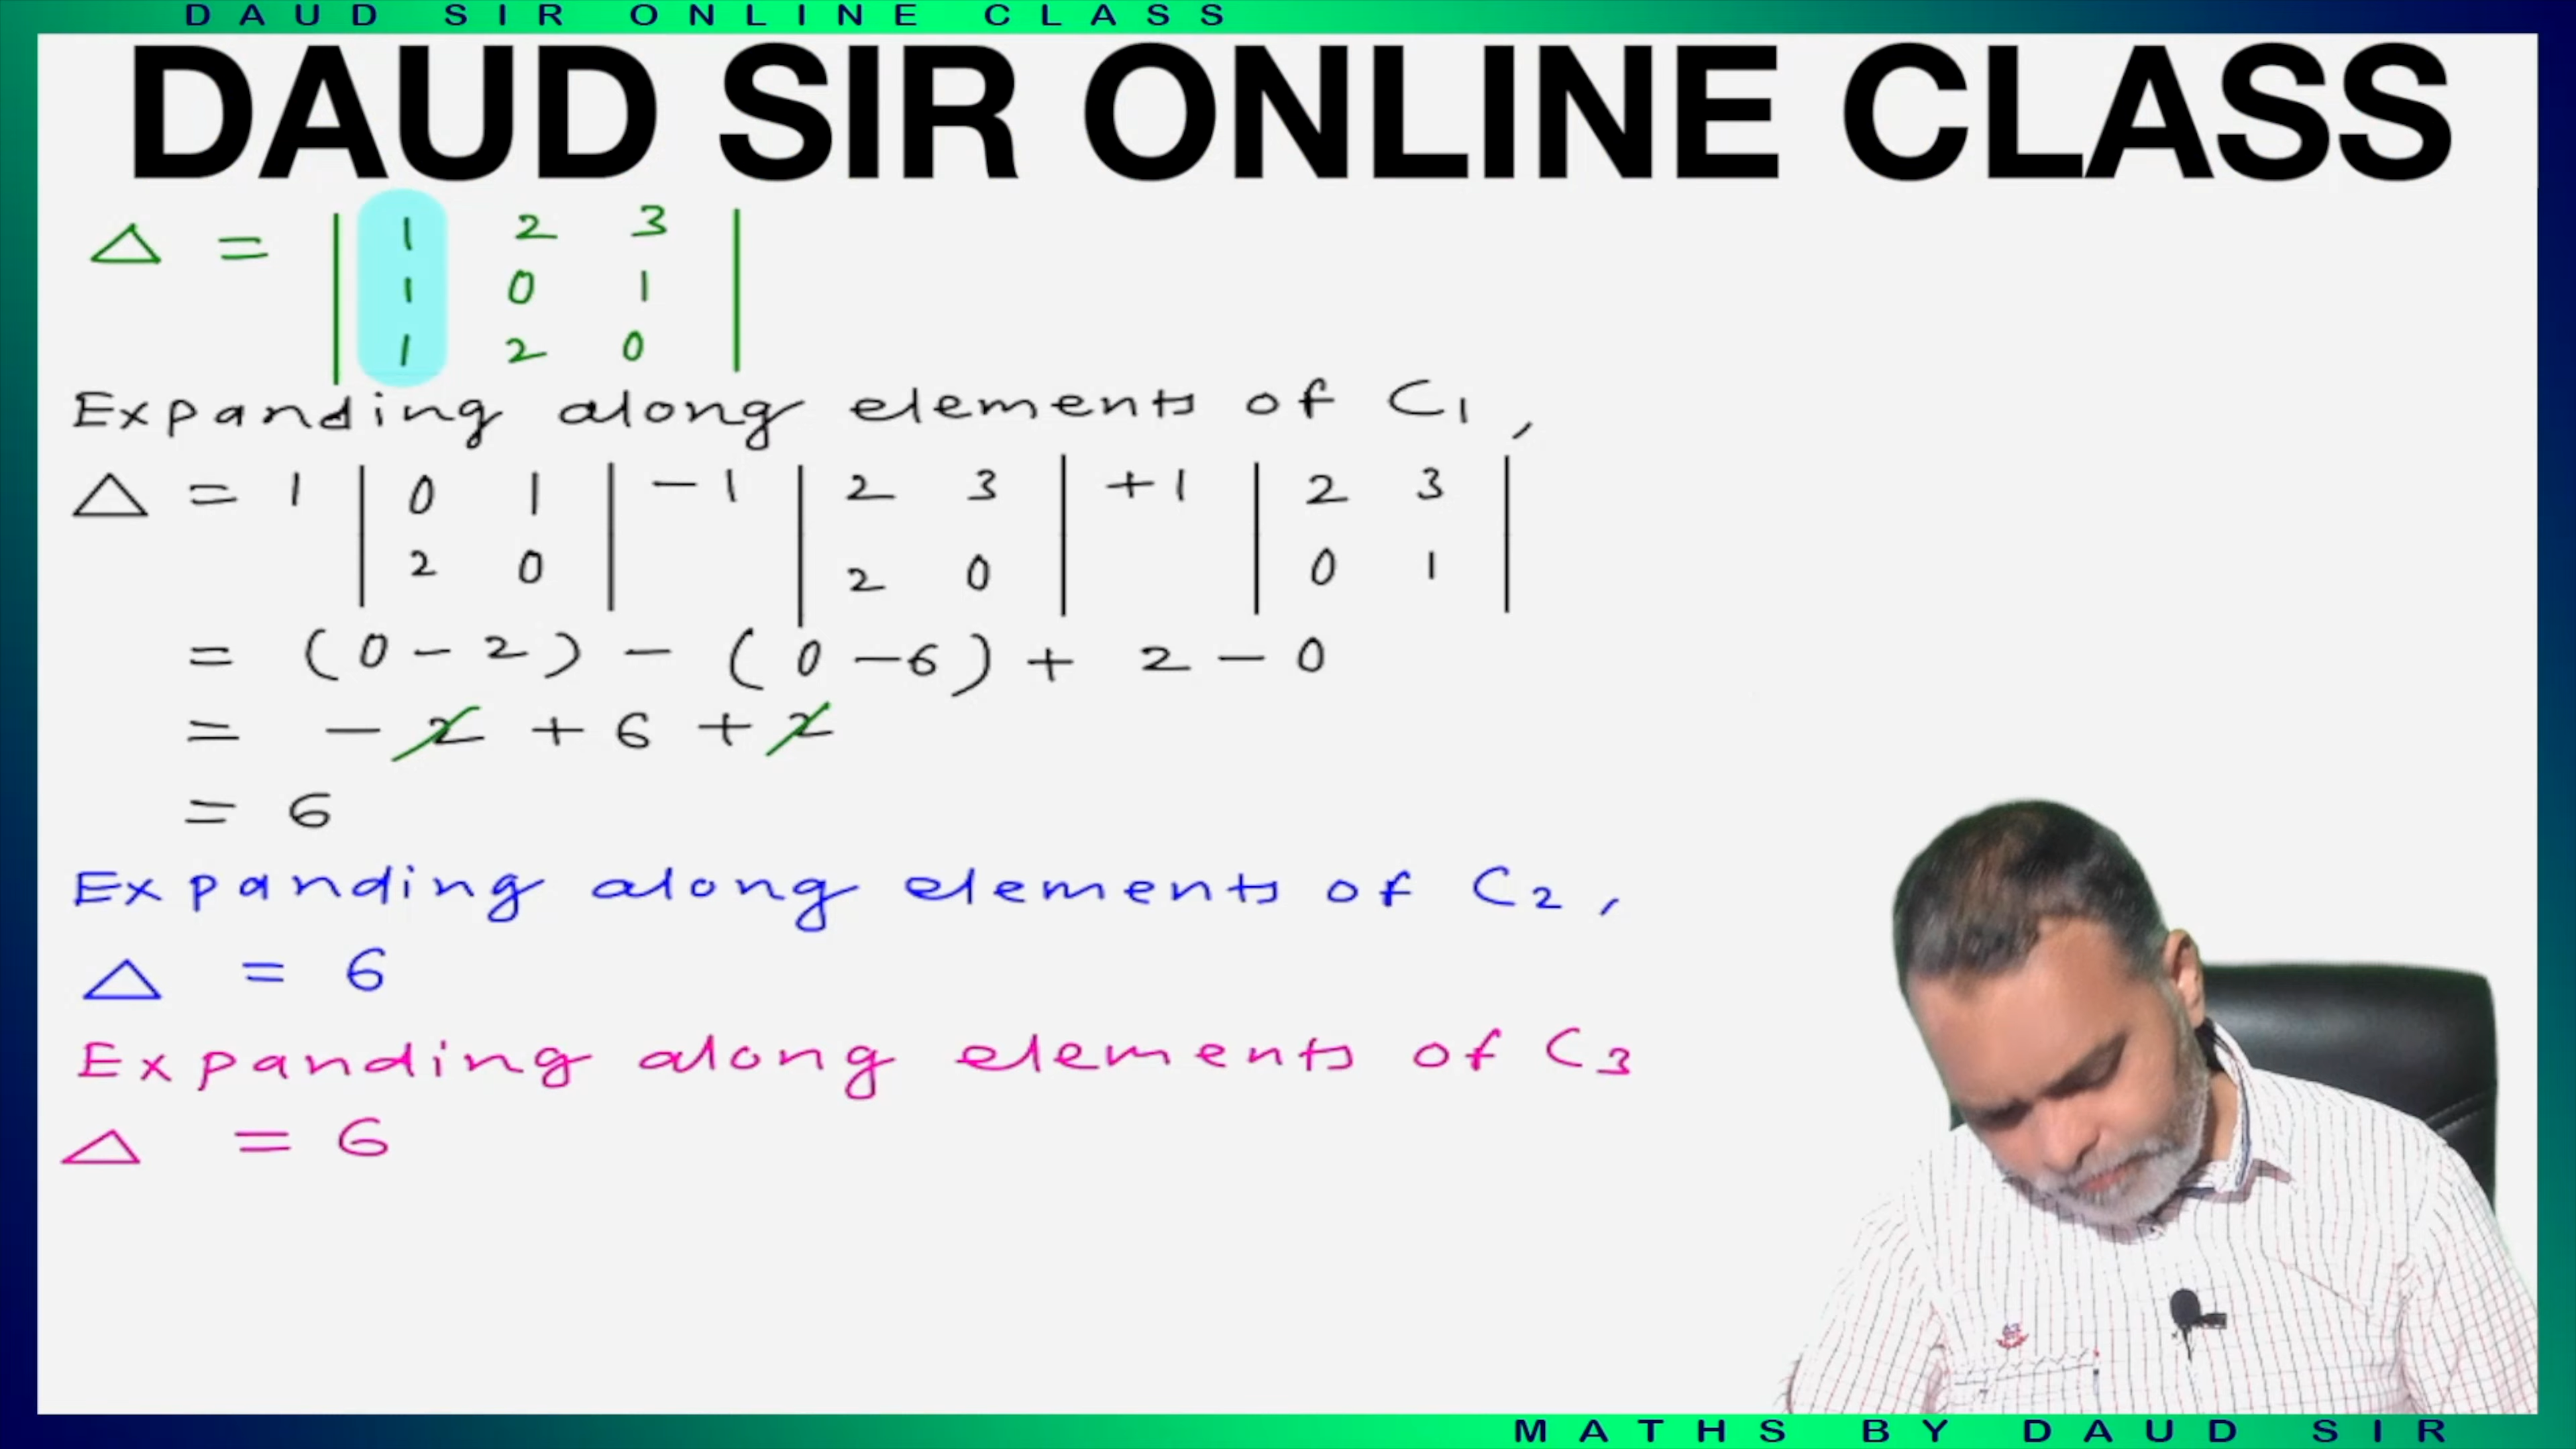 DAUD SIR ONLINE CLASS
DAUD SIR ONLINE CLASS
Δ = | 1 2 3 |
| 1 0 1 |
| 1 2 0 |
Expanding along elements of C1,
Δ = 1 | 0 1 | - 1 | 2 3 | + 1 | 2 3 |
| 2 0 | | 2 0 | | 0 1 |
= (0 - 2) - (0 - 6) + 2 - 0
= - 2 + 6 + 2
= 6
Expanding along elements of C2,
Δ = 6
Expanding along elements of C3
Δ = 6
MATHS BY DAUD SIR